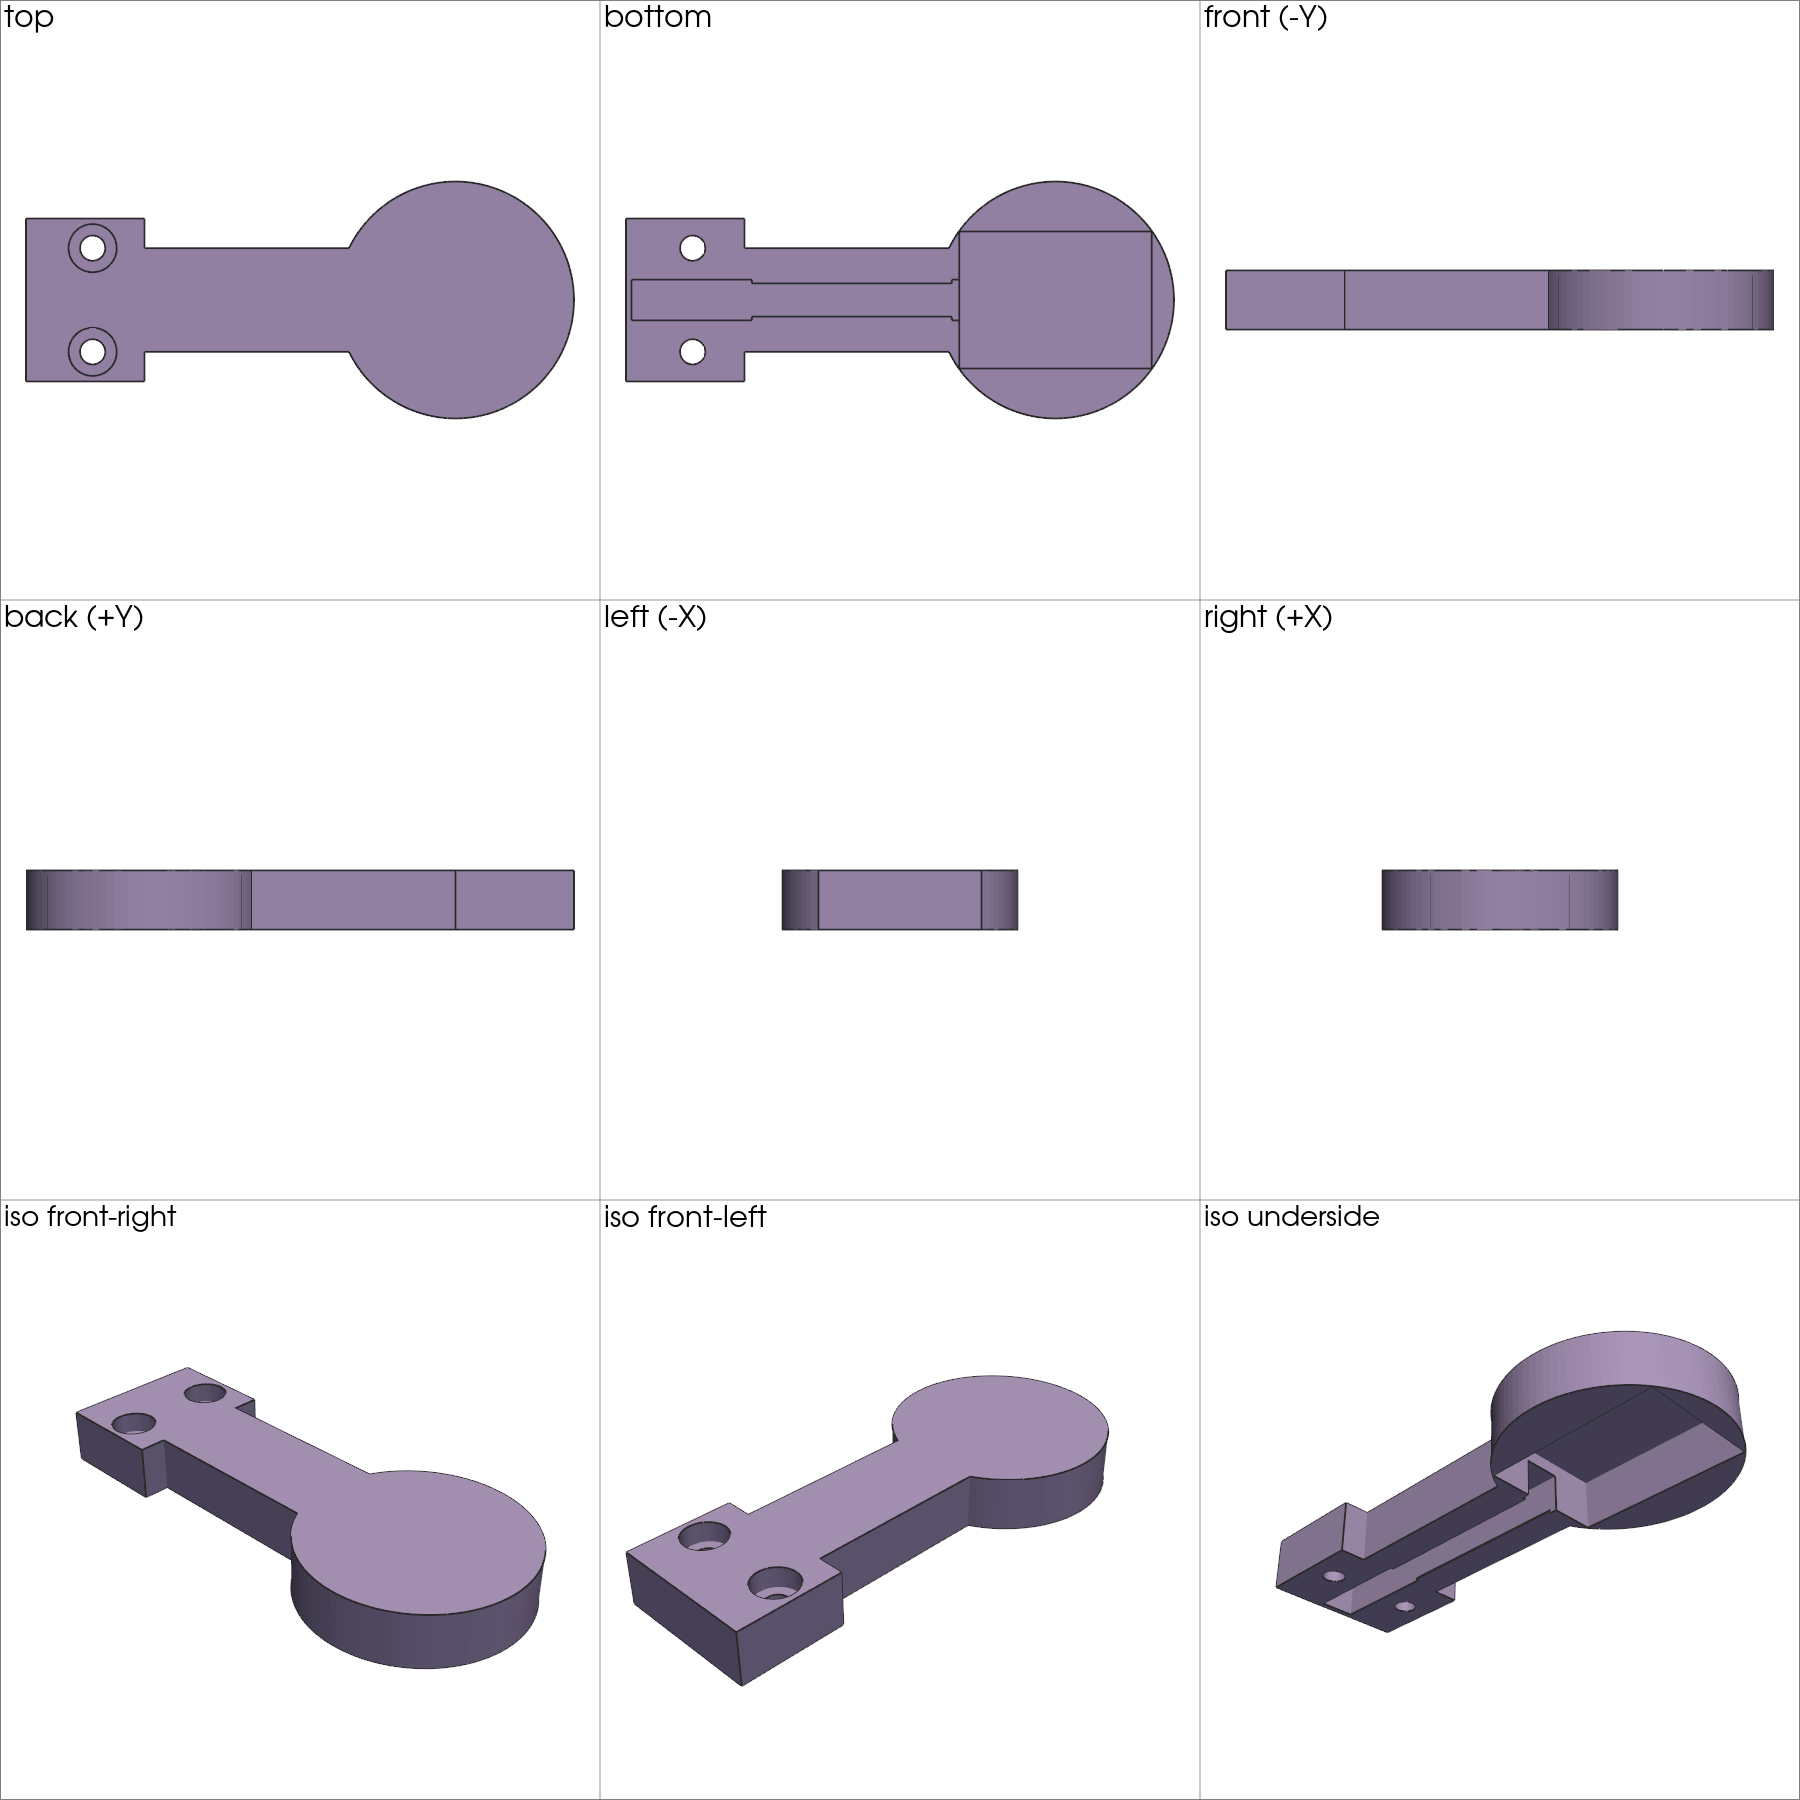 top
bottom
front (-Y)
back (+Y)
left (-X)
right (+X)
iso front-right
iso front-left
iso underside